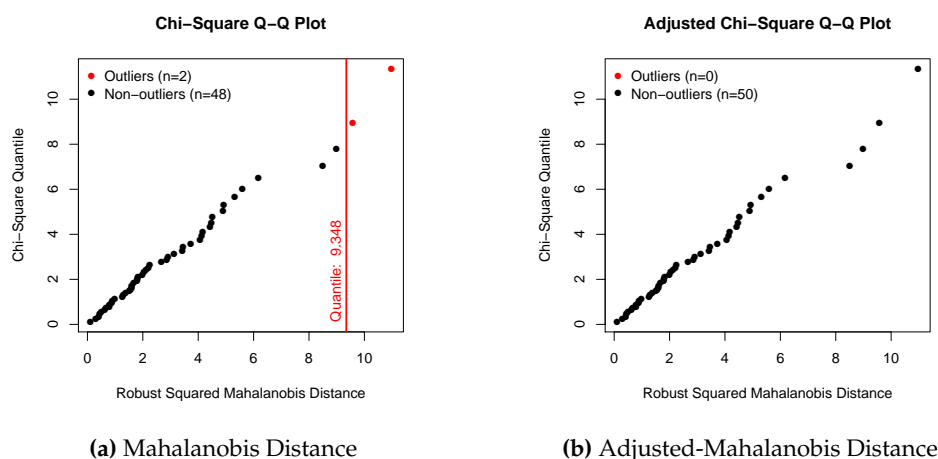 Chi−Square Q−Q Plot
Outliers (n=2)
Non−outliers (n=48)
Quantile: 9.348
Chi−Square Quantile
0 2 4 6 8 10
0 2 4 6 8 10
Robust Squared Mahalanobis Distance
(a) Mahalanobis Distance
Adjusted Chi−Square Q−Q Plot
Outliers (n=0)
Non−outliers (n=50)
Chi−Square Quantile
0 2 4 6 8 10
0 2 4 6 8 10
Robust Squared Mahalanobis Distance
(b) Adjusted-Mahalanobis Distance